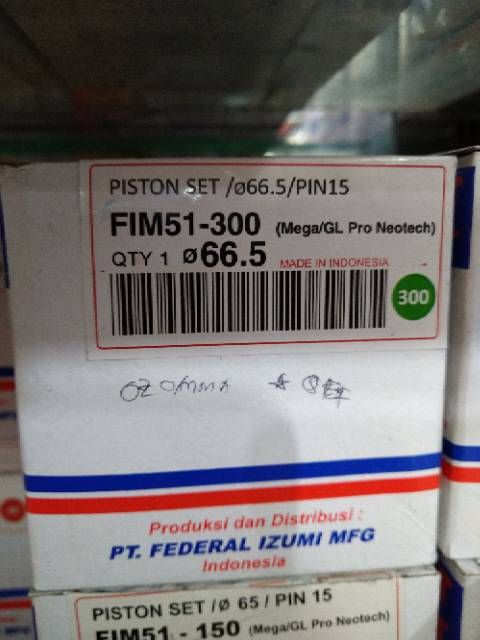 PISTON SET /ø66.5/PIN15
FIM51-300 (Mega/GL Pro Neotech)
QTY 1 ø66.5 MADE IN INDONESIA
300
Produksi dan Distribusi :
PT. FEDERAL IZUMI MFG
Indonesia
PISTON SET /Ø 65 / PIN 15
FIM51 - 150 (Mega/GL Pro Neotech)